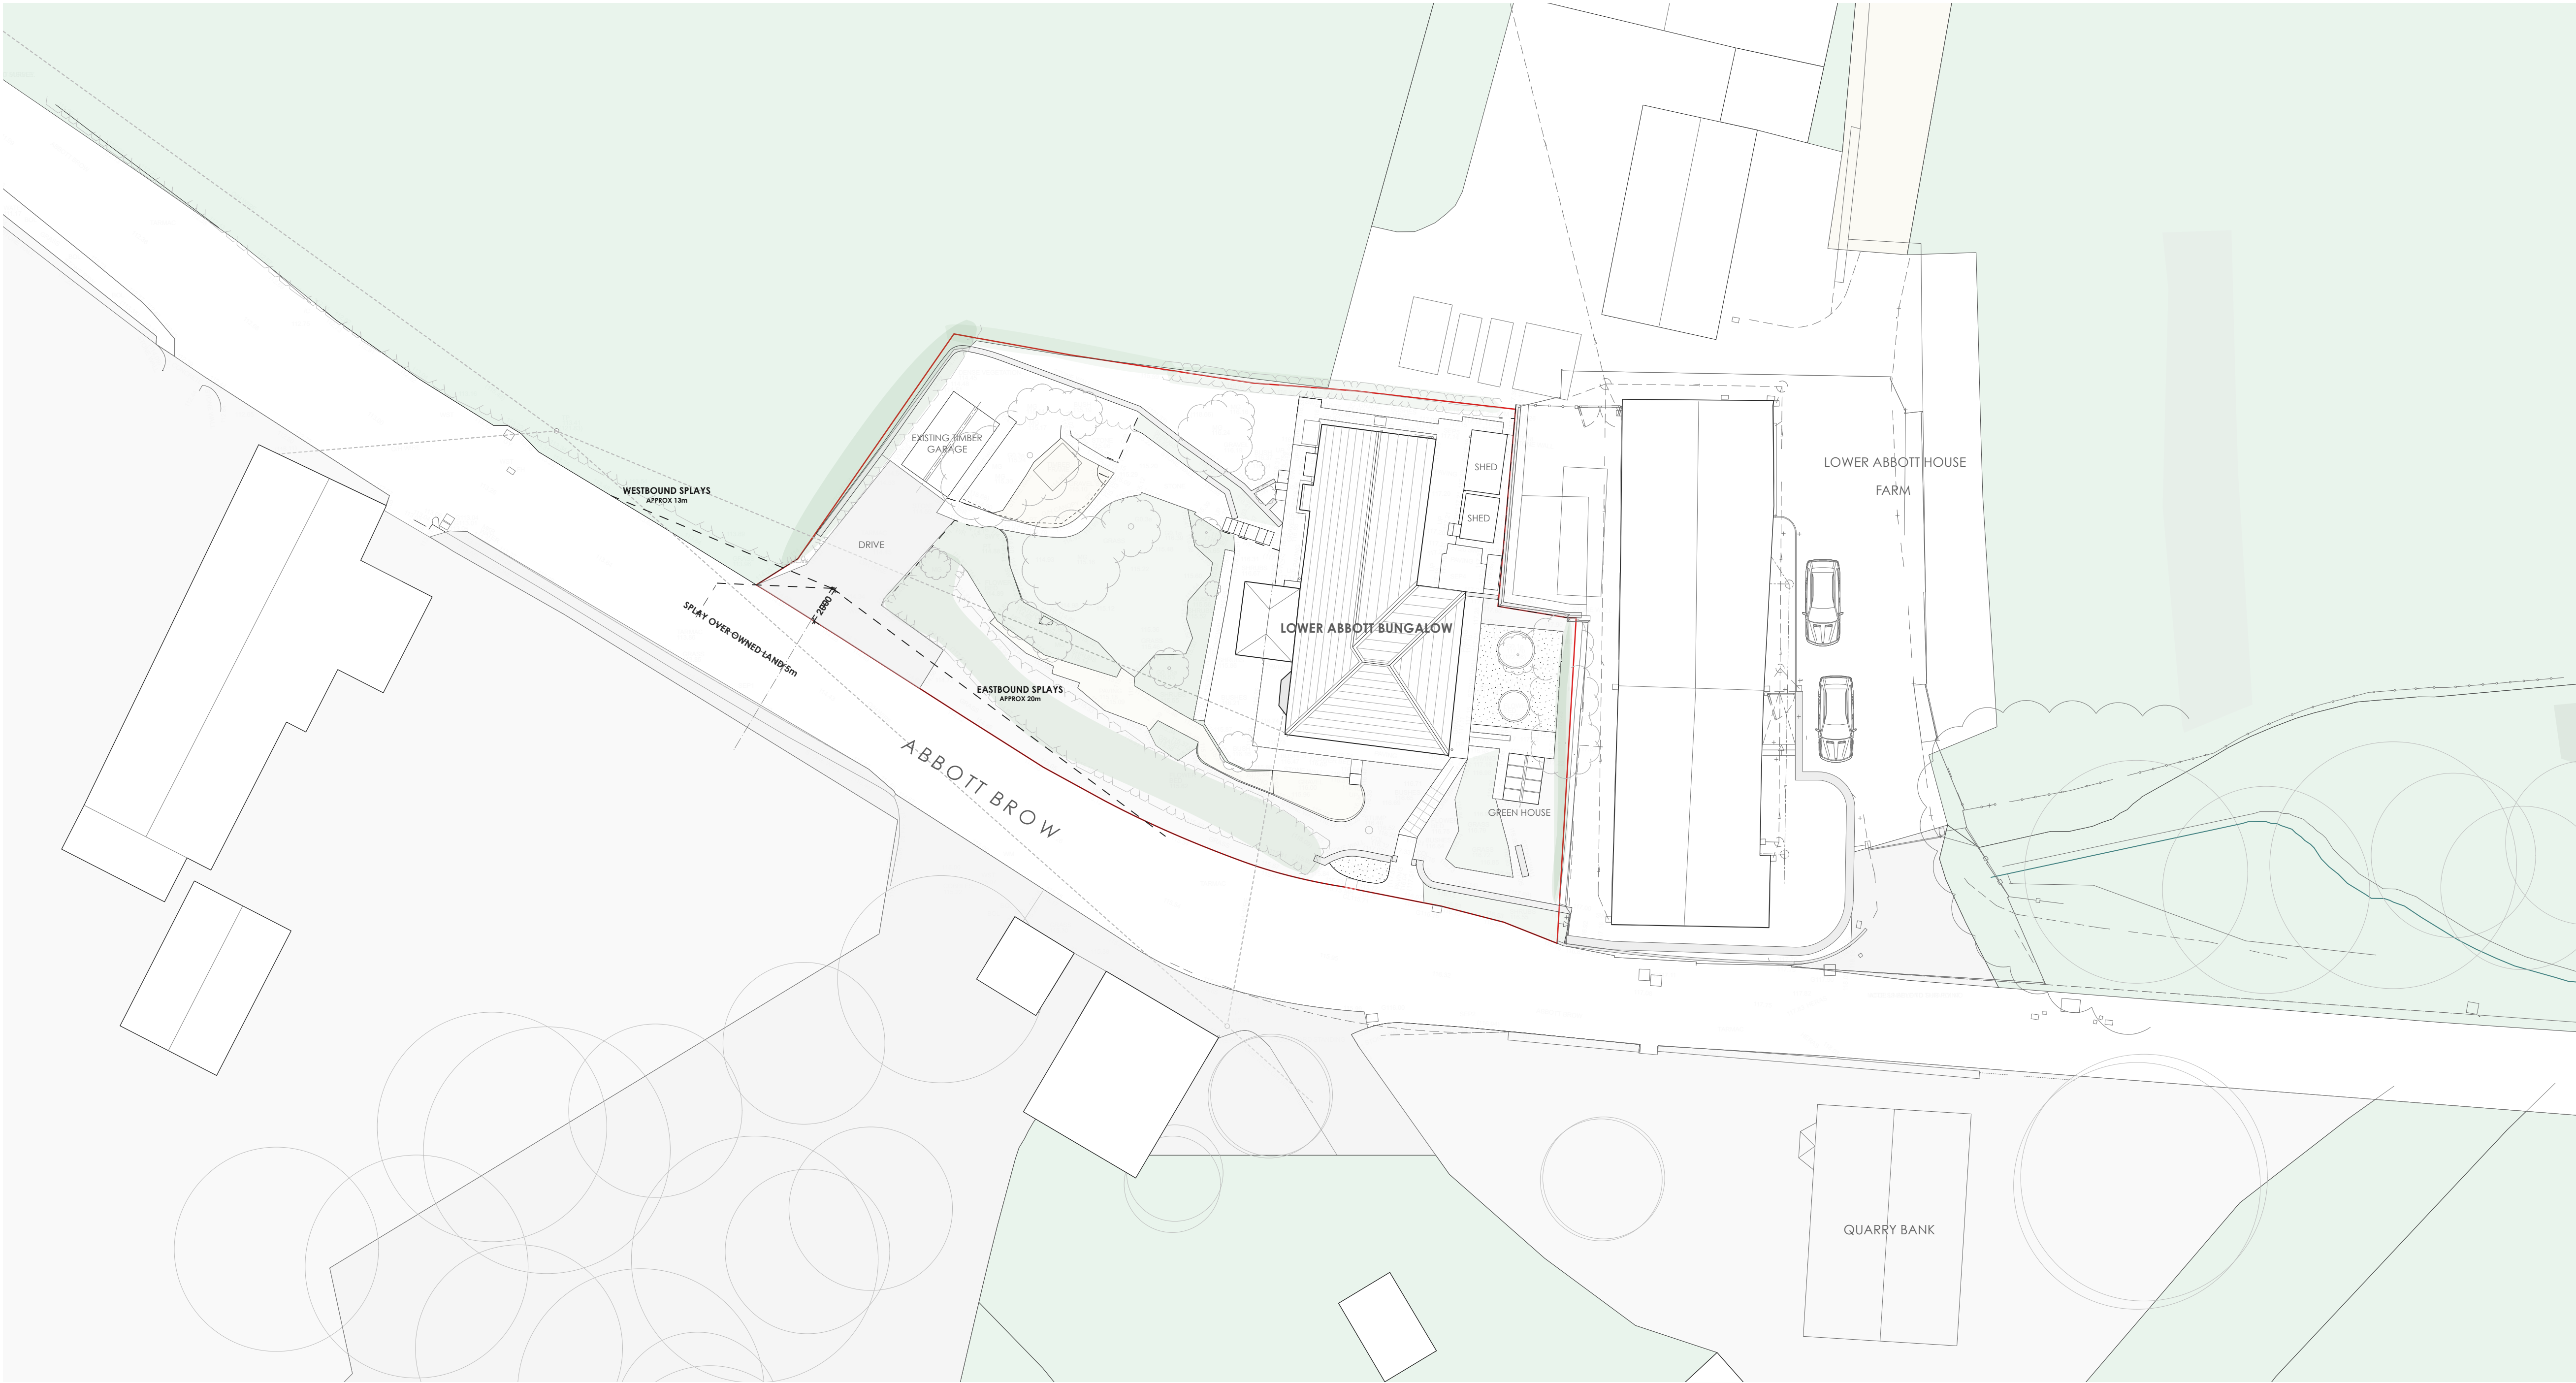 LOWER ABBOTT HOUSE
FARM
EXISTING TIMBER
GARAGE
SHED
SHED
WESTBOUND SPLAYS
APPROX 13m
DRIVE
2000
SPLAY OVER OWNED LAND 5m
LOWER ABBOTT BUNGALOW
EASTBOUND SPLAYS
APPROX 20m
ABBOTT BROW
GREEN HOUSE
QUARRY BANK